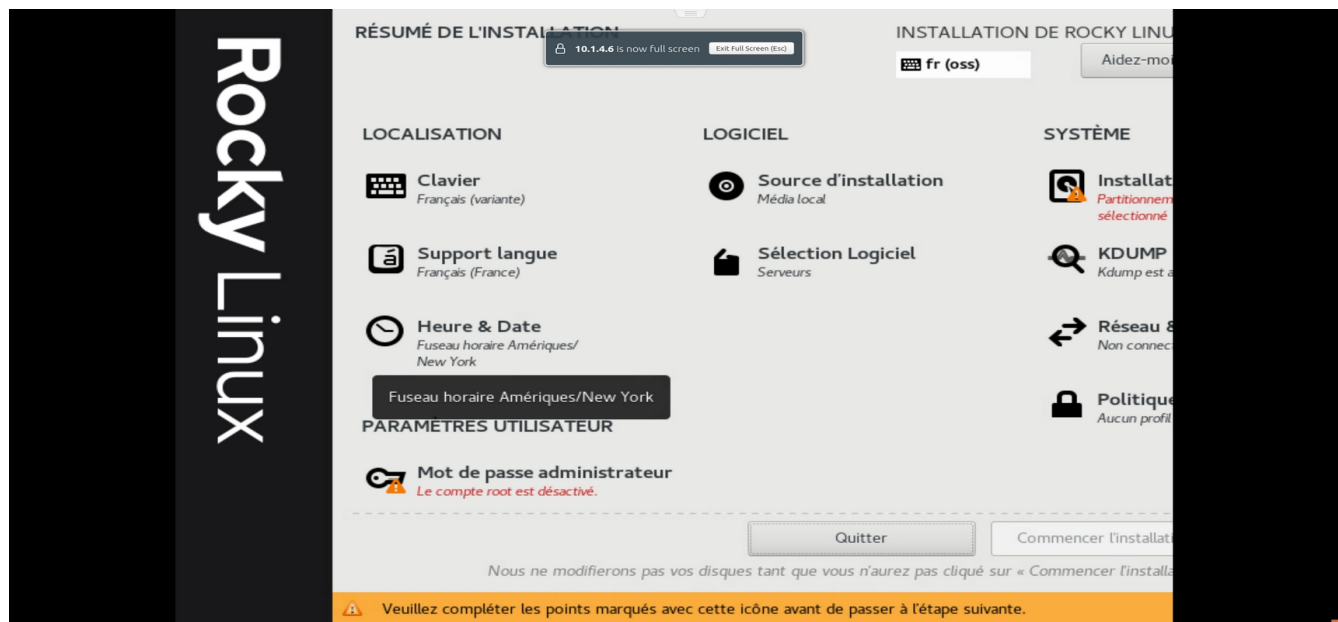 Rocky Linux
RÉSUMÉ DE L'INSTALLATION
INSTALLATION DE ROCKY LINU
10.1.4.6 is now full screen
Exit Full Screen (Esc)
fr (oss)
Aidez-moi
LOCALISATION
Clavier
Français (variante)
Support langue
Français (France)
Heure & Date
Fuseau horaire Amériques/
New York
Fuseau horaire Amériques/New York
LOGICIEL
Source d'installation
Média local
Sélection Logiciel
Serveurs
SYSTÈME
Installat
Partitionnem
sélectionné
KDUMP
Kdump est a
Réseau &
Non connec
Politique
Aucun profil
PARAMÈTRES UTILISATEUR
Mot de passe administrateur
Le compte root est désactivé.
Quitter
Commencer l'installati
Nous ne modifierons pas vos disques tant que vous n'aurez pas cliqué sur « Commencer l'installa
Veuillez compléter les points marqués avec cette icône avant de passer à l'étape suivante.